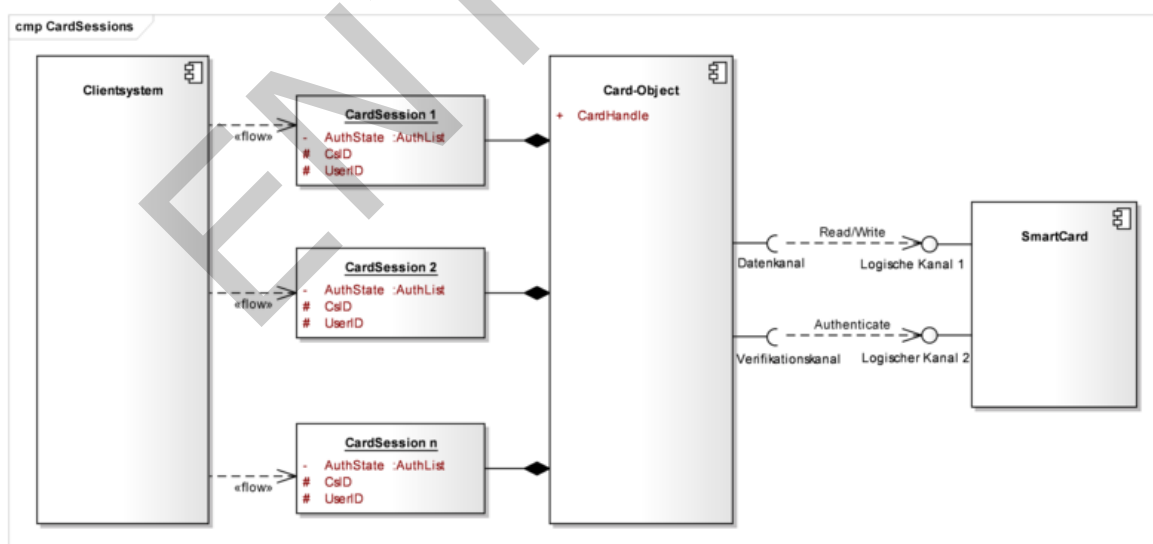 cmp CardSessions
Clientsystem
«flow»
CardSession 1
- AuthState :AuthList
# CsID
# UserID
«flow»
CardSession 2
- AuthState :AuthList
# CsID
# UserID
«flow»
CardSession n
- AuthState :AuthList
# CsID
# UserID
Card-Object
+ CardHandle
Read/Write
Datenkanal
Logische Kanal 1
Authenticate
Verifikationskanal
Logischer Kanal 2
SmartCard